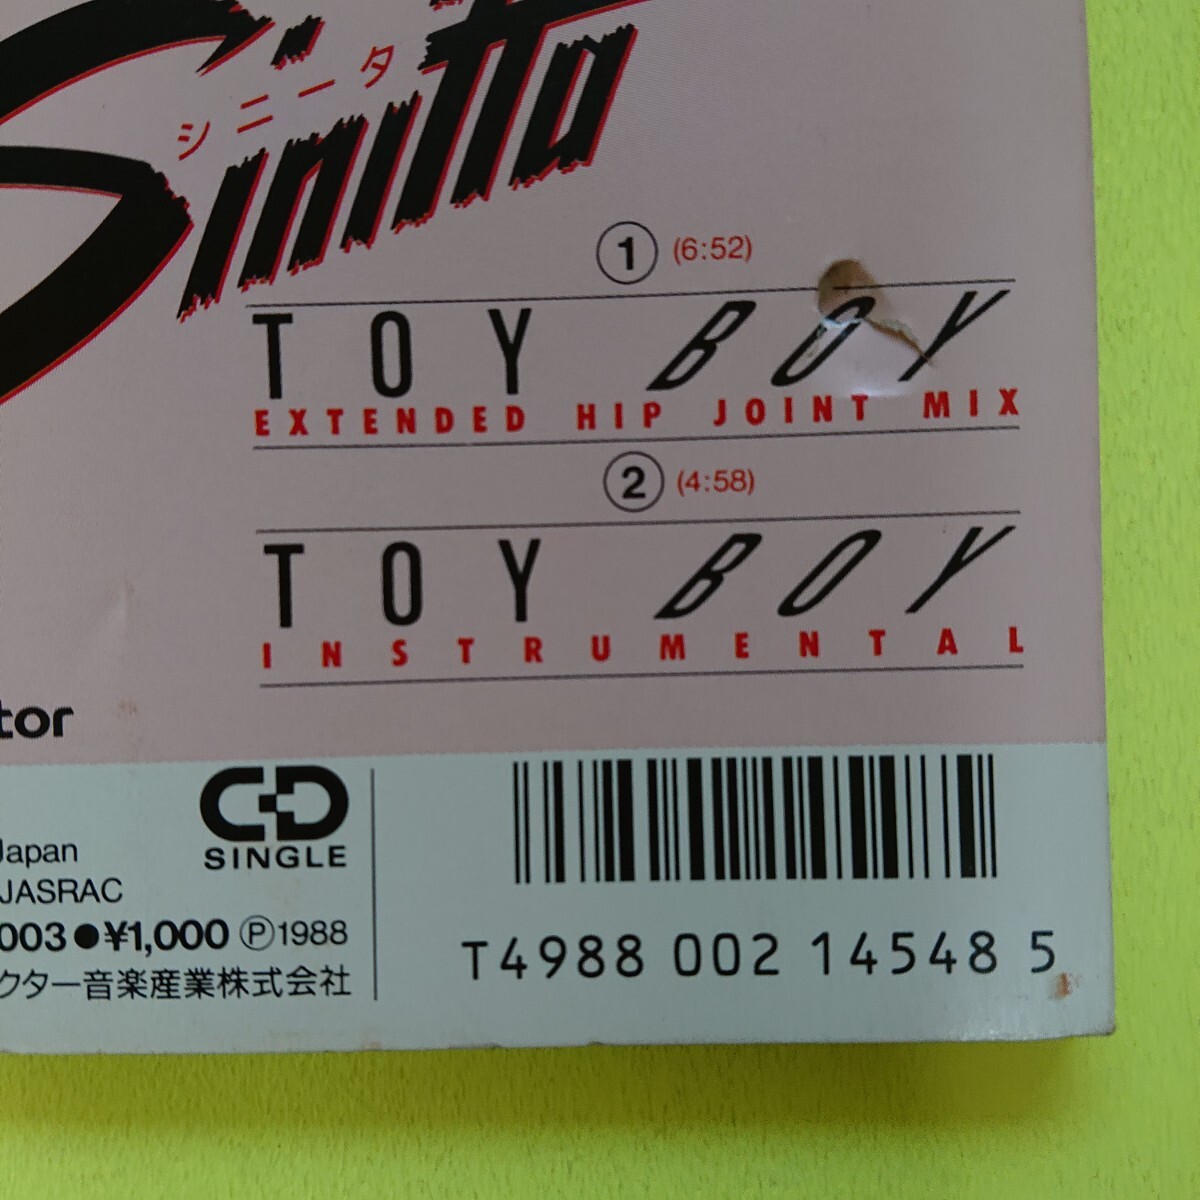 シニータ
Sinitta
1 (6:52)
TOY BOY
EXTENDED HIP JOINT MIX
2 (4:58)
TOY BOY
INSTRUMENTAL
tor
CD
SINGLE
Japan
JASRAC
003●¥1,000 Ⓟ1988
クター音楽産業株式会社
T4988 002 14548 5